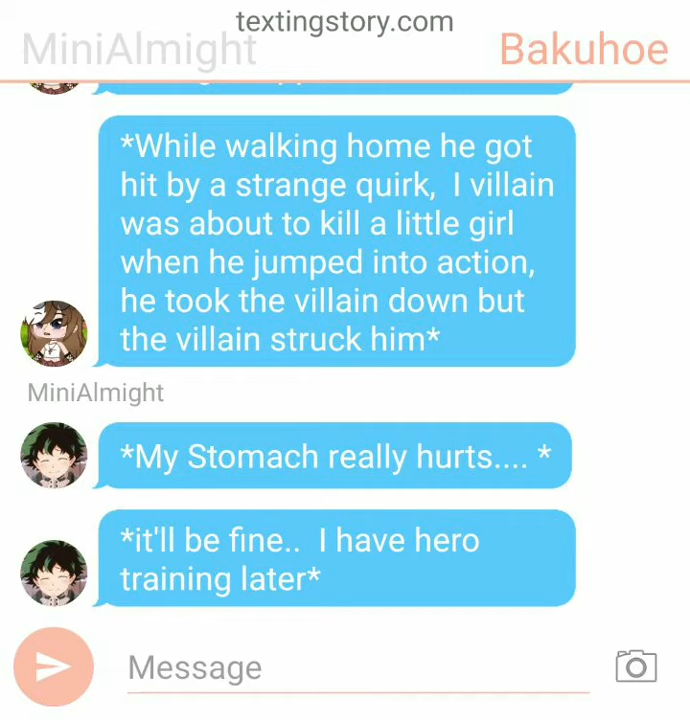 textingstory.com
MiniAlmight
Bakuhoe
*While walking home he got
hit by a strange quirk,  I villain
was about to kill a little girl
when he jumped into action,
he took the villain down but
the villain struck him*
MiniAlmight
*My Stomach really hurts.... *
*it'll be fine..  I have hero
training later*
Message